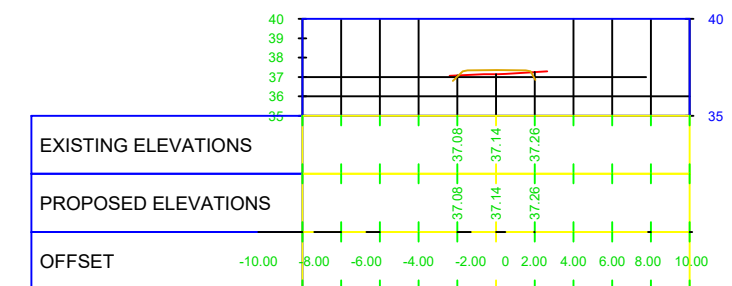 40 40
39
38
37
36
35 35
EXISTING ELEVATIONS 37.08 37.14 37.26
PROPOSED ELEVATIONS 37.08 37.14 37.26
OFFSET -10.00 -8.00 -6.00 -4.00 -2.00 0 2.00 4.00 6.00 8.00 10.00